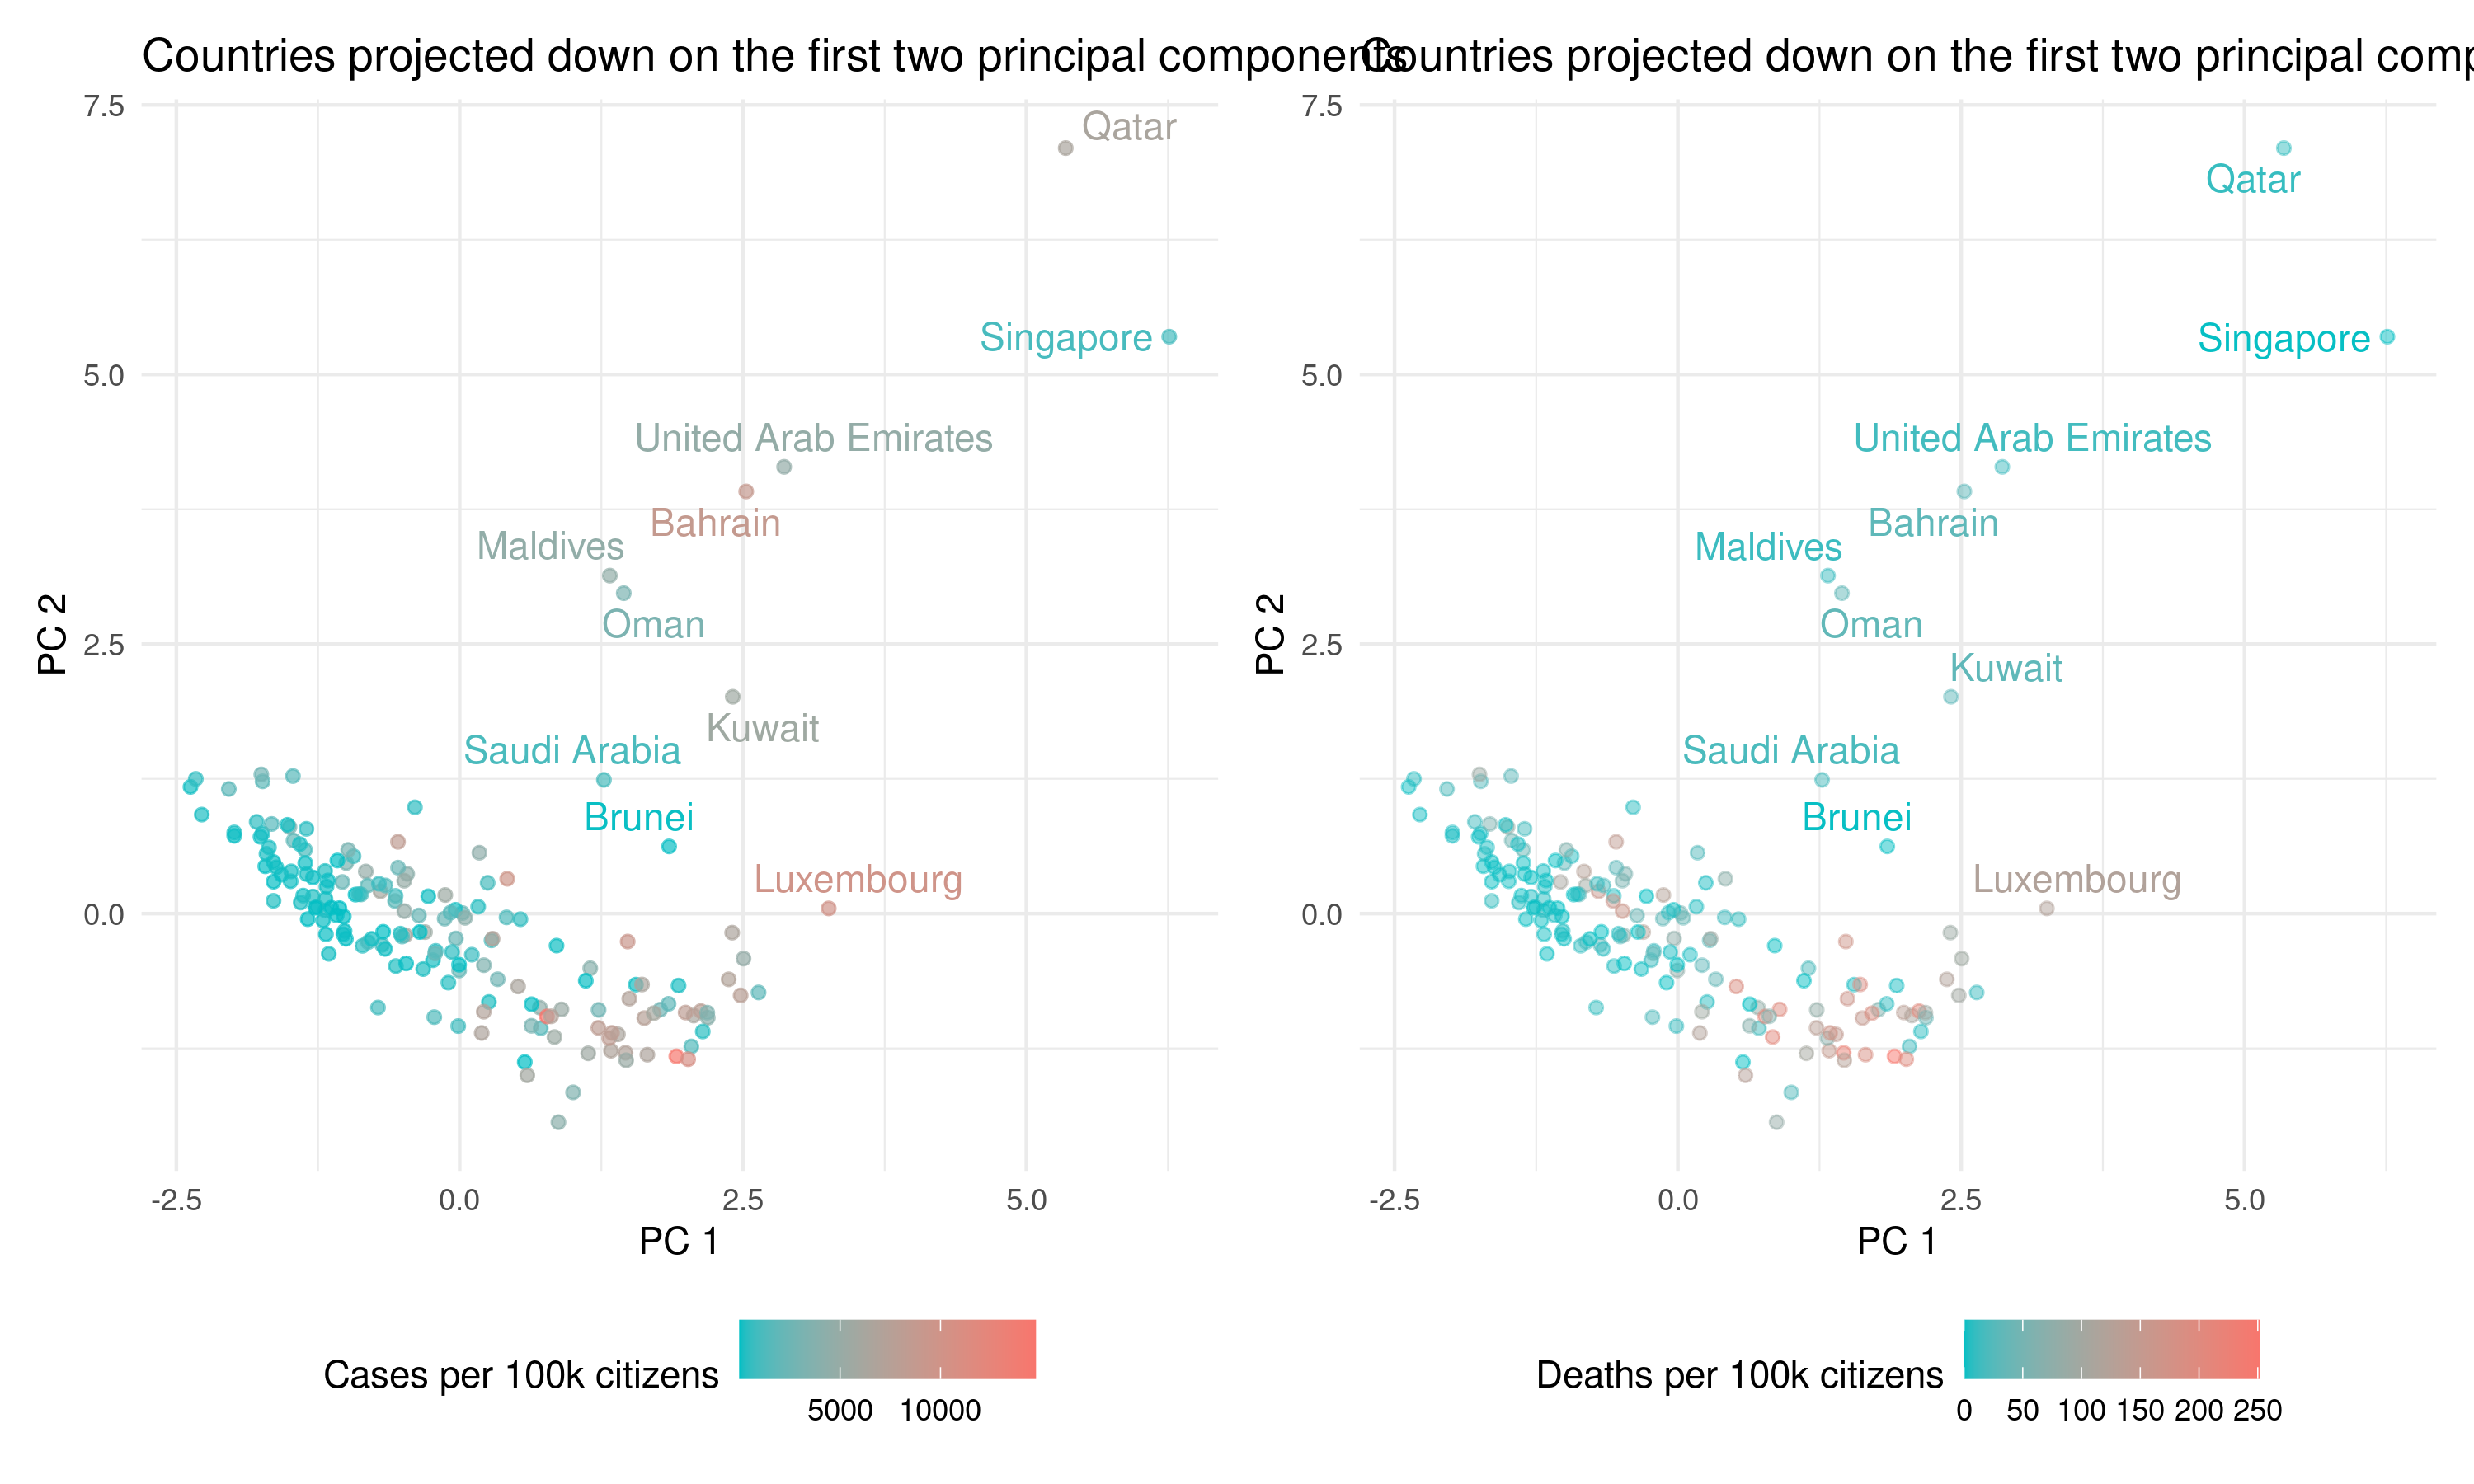 Countries projected down on the first two principal components
7.5
5.0
2.5
0.0
PC 2
Qatar
Singapore
United Arab Emirates
Bahrain
Maldives
Oman
Kuwait
Saudi Arabia
Brunei
Luxembourg
-2.5
0.0
2.5
5.0
PC 1
Cases per 100k citizens
5000
10000
Countries projected down on the first two principal comp
7.5
5.0
2.5
0.0
PC 2
Qatar
Singapore
United Arab Emirates
Bahrain
Maldives
Oman
Kuwait
Saudi Arabia
Brunei
Luxembourg
-2.5
0.0
2.5
5.0
PC 1
Deaths per 100k citizens
0
50
100
150
200
250